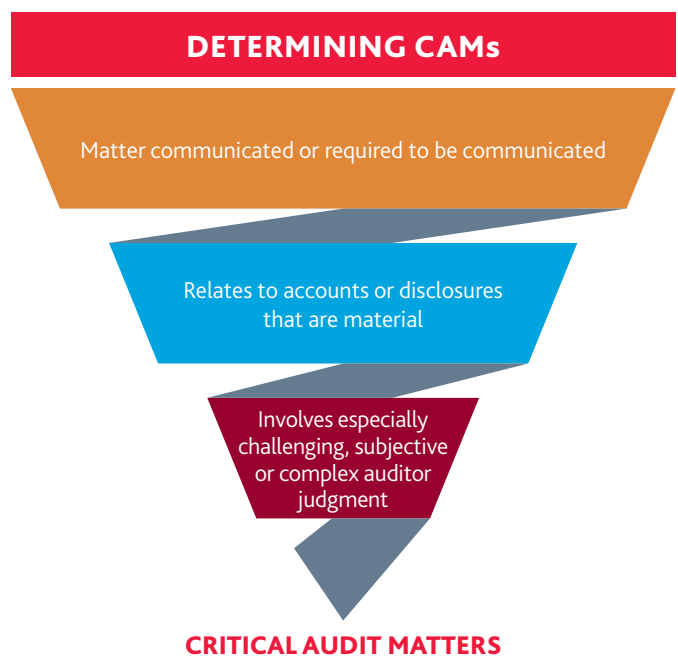 DETERMINING CAMs
Matter communicated or required to be communicated
Relates to accounts or disclosures
that are material
Involves especially
challenging, subjective
or complex auditor
judgment
CRITICAL AUDIT MATTERS